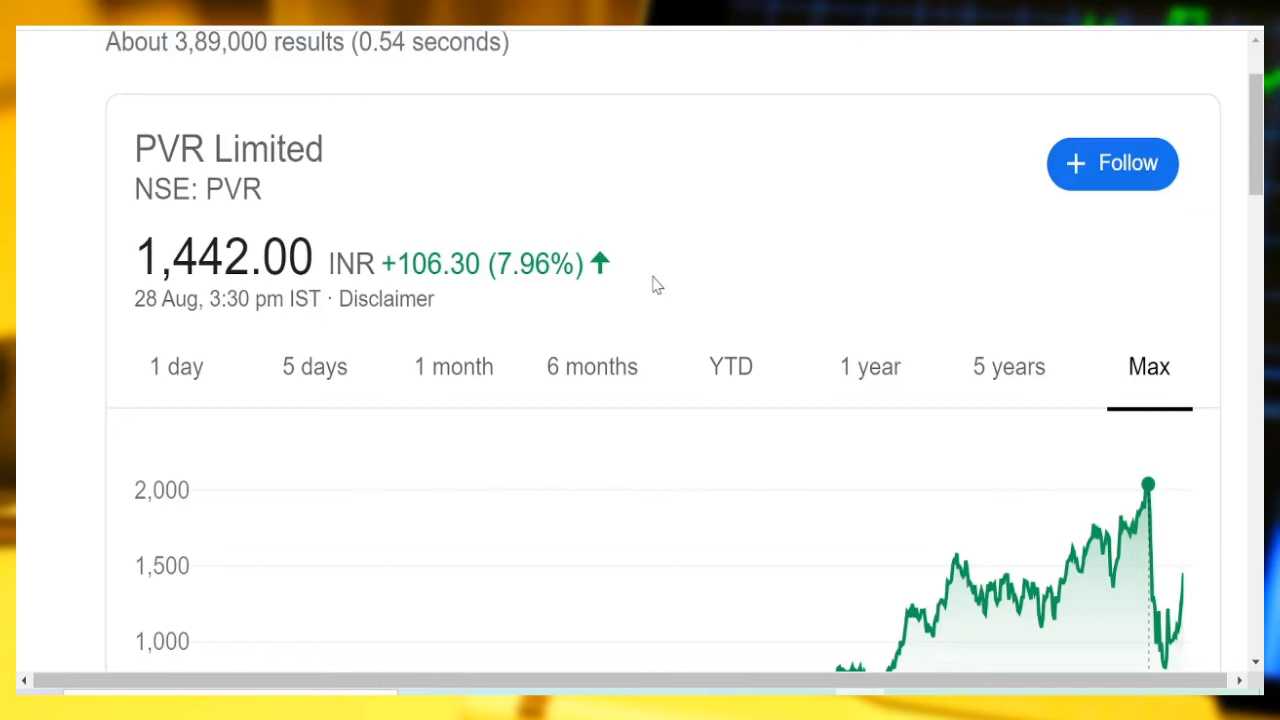 About 3,89,000 results (0.54 seconds)
PVR Limited
NSE: PVR
+ Follow
1,442.00 INR +106.30 (7.96%) ↑
28 Aug, 3:30 pm IST · Disclaimer
1 day 5 days 1 month 6 months YTD 1 year 5 years Max
2,000
1,500
1,000